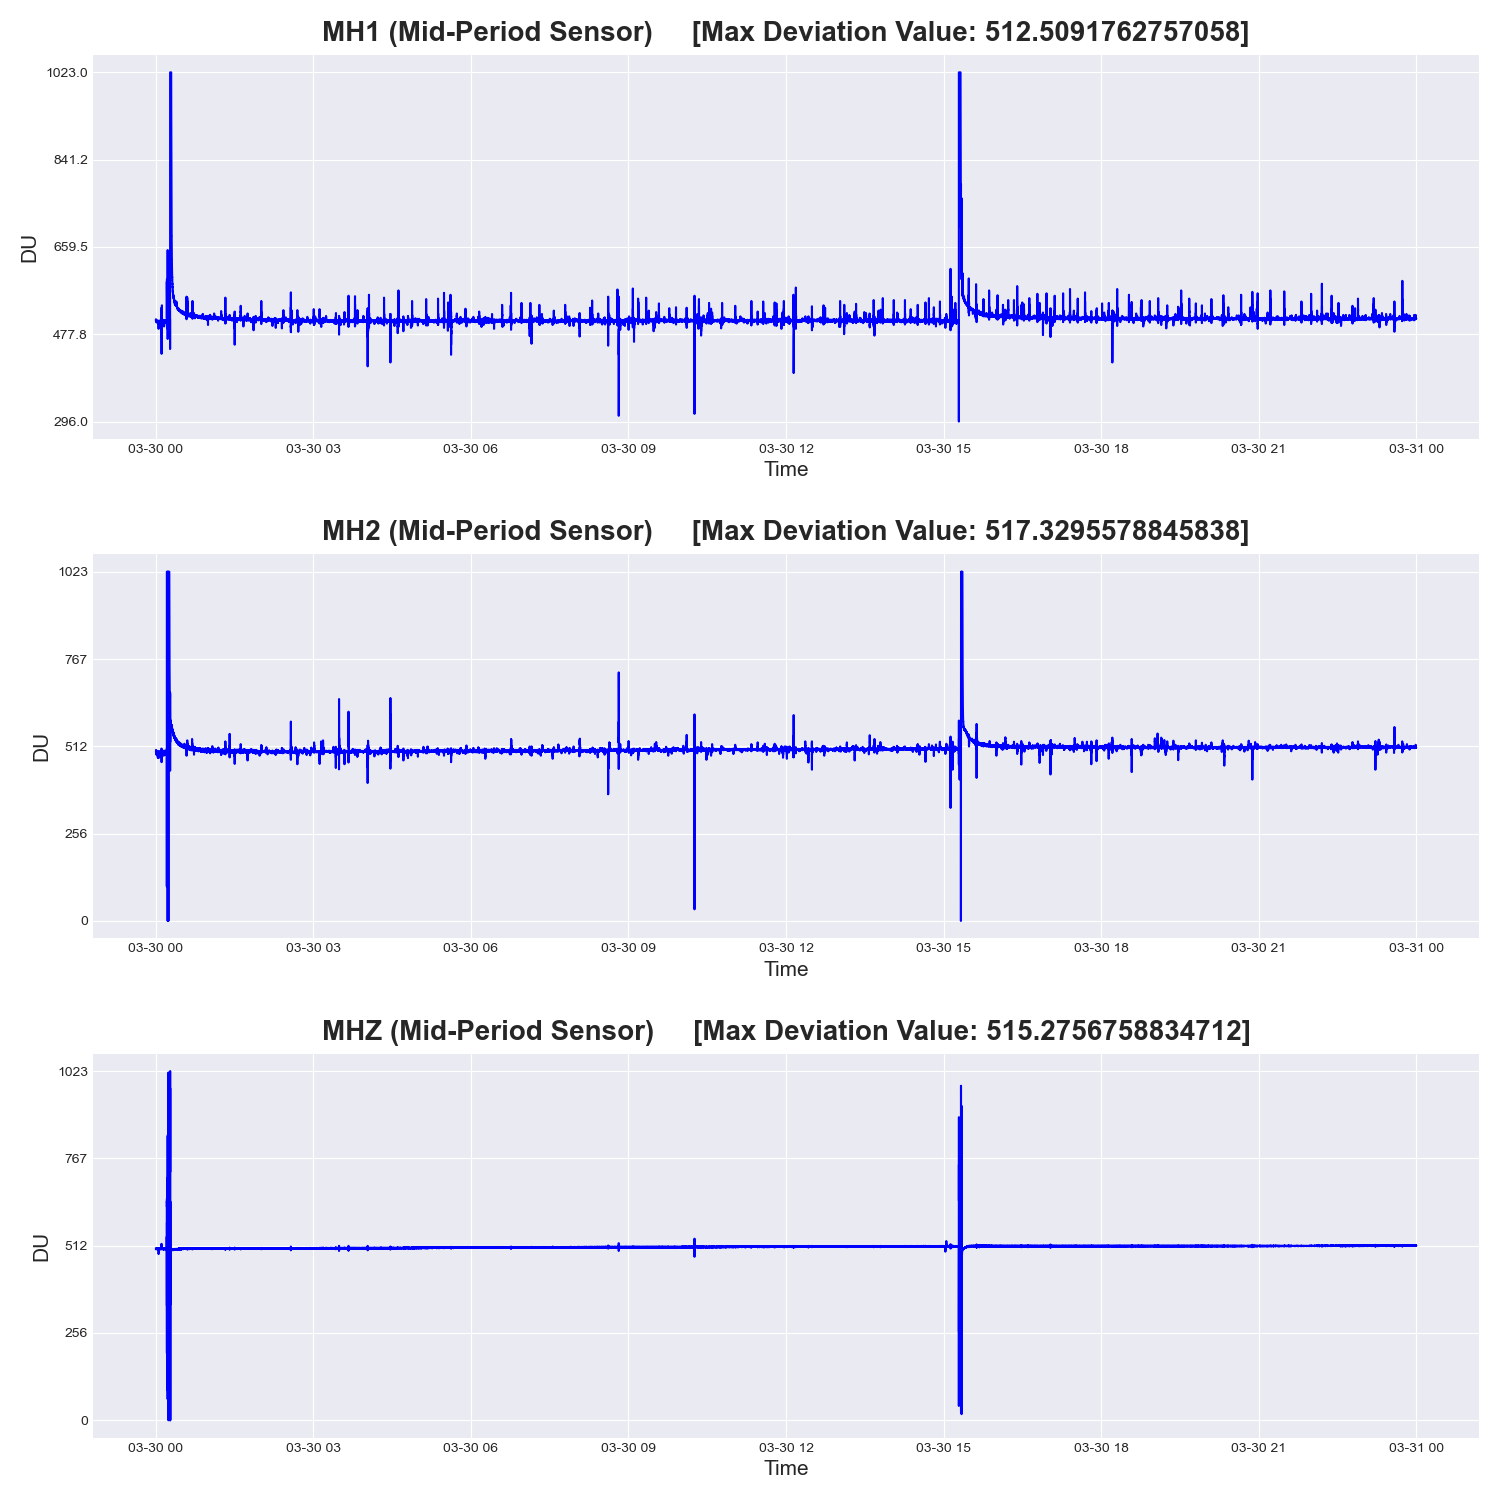 MH1 (Mid-Period Sensor) [Max Deviation Value: 512.5091762757058]
1023.0
841.2
659.5
477.8
296.0
DU
03-30 00 03-30 03 03-30 06 03-30 09 03-30 12 03-30 15 03-30 18 03-30 21 03-31 00
Time
MH2 (Mid-Period Sensor) [Max Deviation Value: 517.3295578845838]
1023
767
512
256
0
DU
03-30 00 03-30 03 03-30 06 03-30 09 03-30 12 03-30 15 03-30 18 03-30 21 03-31 00
Time
MHZ (Mid-Period Sensor) [Max Deviation Value: 515.2756758834712]
1023
767
512
256
0
DU
03-30 00 03-30 03 03-30 06 03-30 09 03-30 12 03-30 15 03-30 18 03-30 21 03-31 00
Time